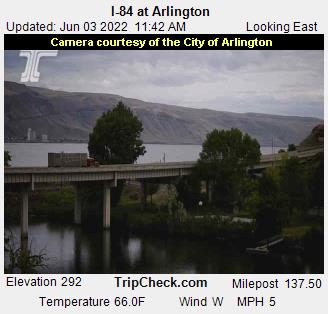 I-84 at Arlington
Updated: Jun 03 2022 11:42 AM Looking East
Camera courtesy of the City of Arlington
Elevation 292 TripCheck.com Milepost 137.50
Temperature 66.0F Wind W MPH 5